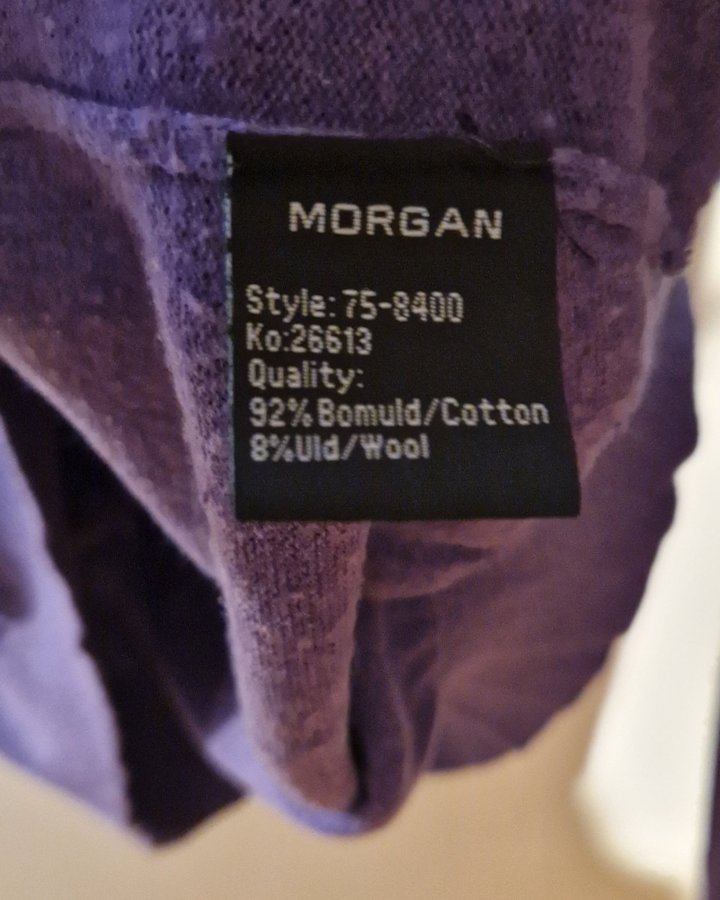 MORGAN
Style: 75-8400
Ko:26613
Quality:
92% Bomuld/Cotton
8%Uld/Wool